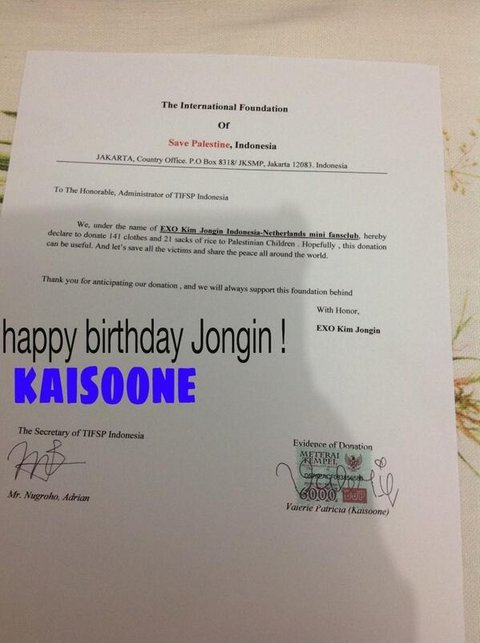 The International Foundation
Of
Save Palestine, Indonesia
JAKARTA, Country Office. P.O Box 8318/ JKSMP, Jakarta 12083. Indonesia
To The Honorable, Administrator of TIFSP Indonesia
We, under the name of EXO Kim Jongin Indonesia-Netherlands mini fansclub, hereby
declare to donate 141 clothes and 21 sacks of rice to Palestinian Children . Hopefully , this donation
can be useful. And let's save all the victims and share the peace all around the world.
Thank you for anticipating our donation , and we will always support this foundation behind
With Honor,
EXO Kim Jongin
happy birthday Jongin !
KAISOONE
The Secretary of TIFSP Indonesia
Evidence of Donation
METERAI
TEMPEL
6000
Mr. Nugroho, Adrian
Valerie Patricia (Kaisoone)